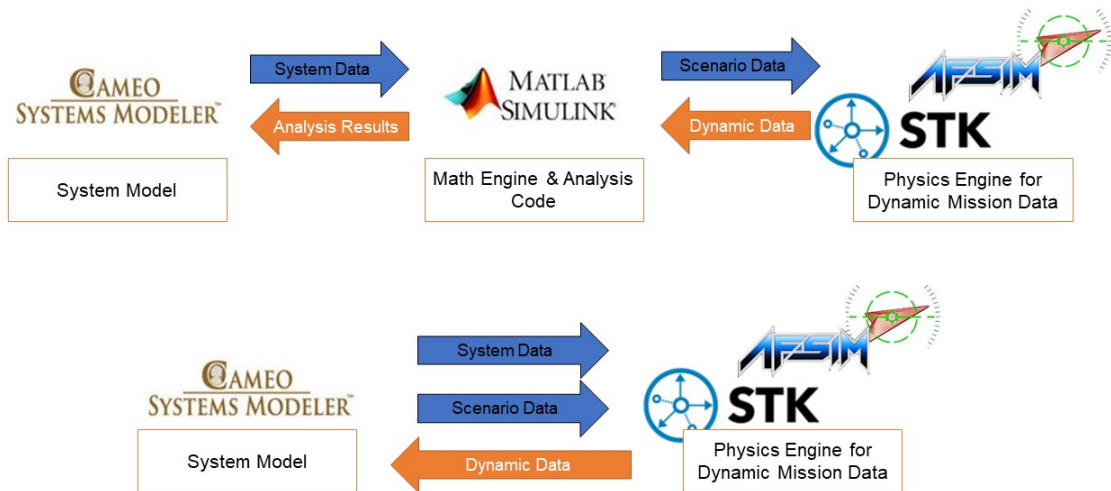 System Data
Scenario Data
CAMEO
SYSTEMS MODELER™
MATLAB®
SIMULINK®
AFSIM
Analysis Results
Dynamic Data
STK
System Model
Math Engine & Analysis
Code
Physics Engine for
Dynamic Mission Data
System Data
AFSIM
CAMEO
SYSTEMS MODELER™
Scenario Data
STK
System Model
Dynamic Data
Physics Engine for
Dynamic Mission Data